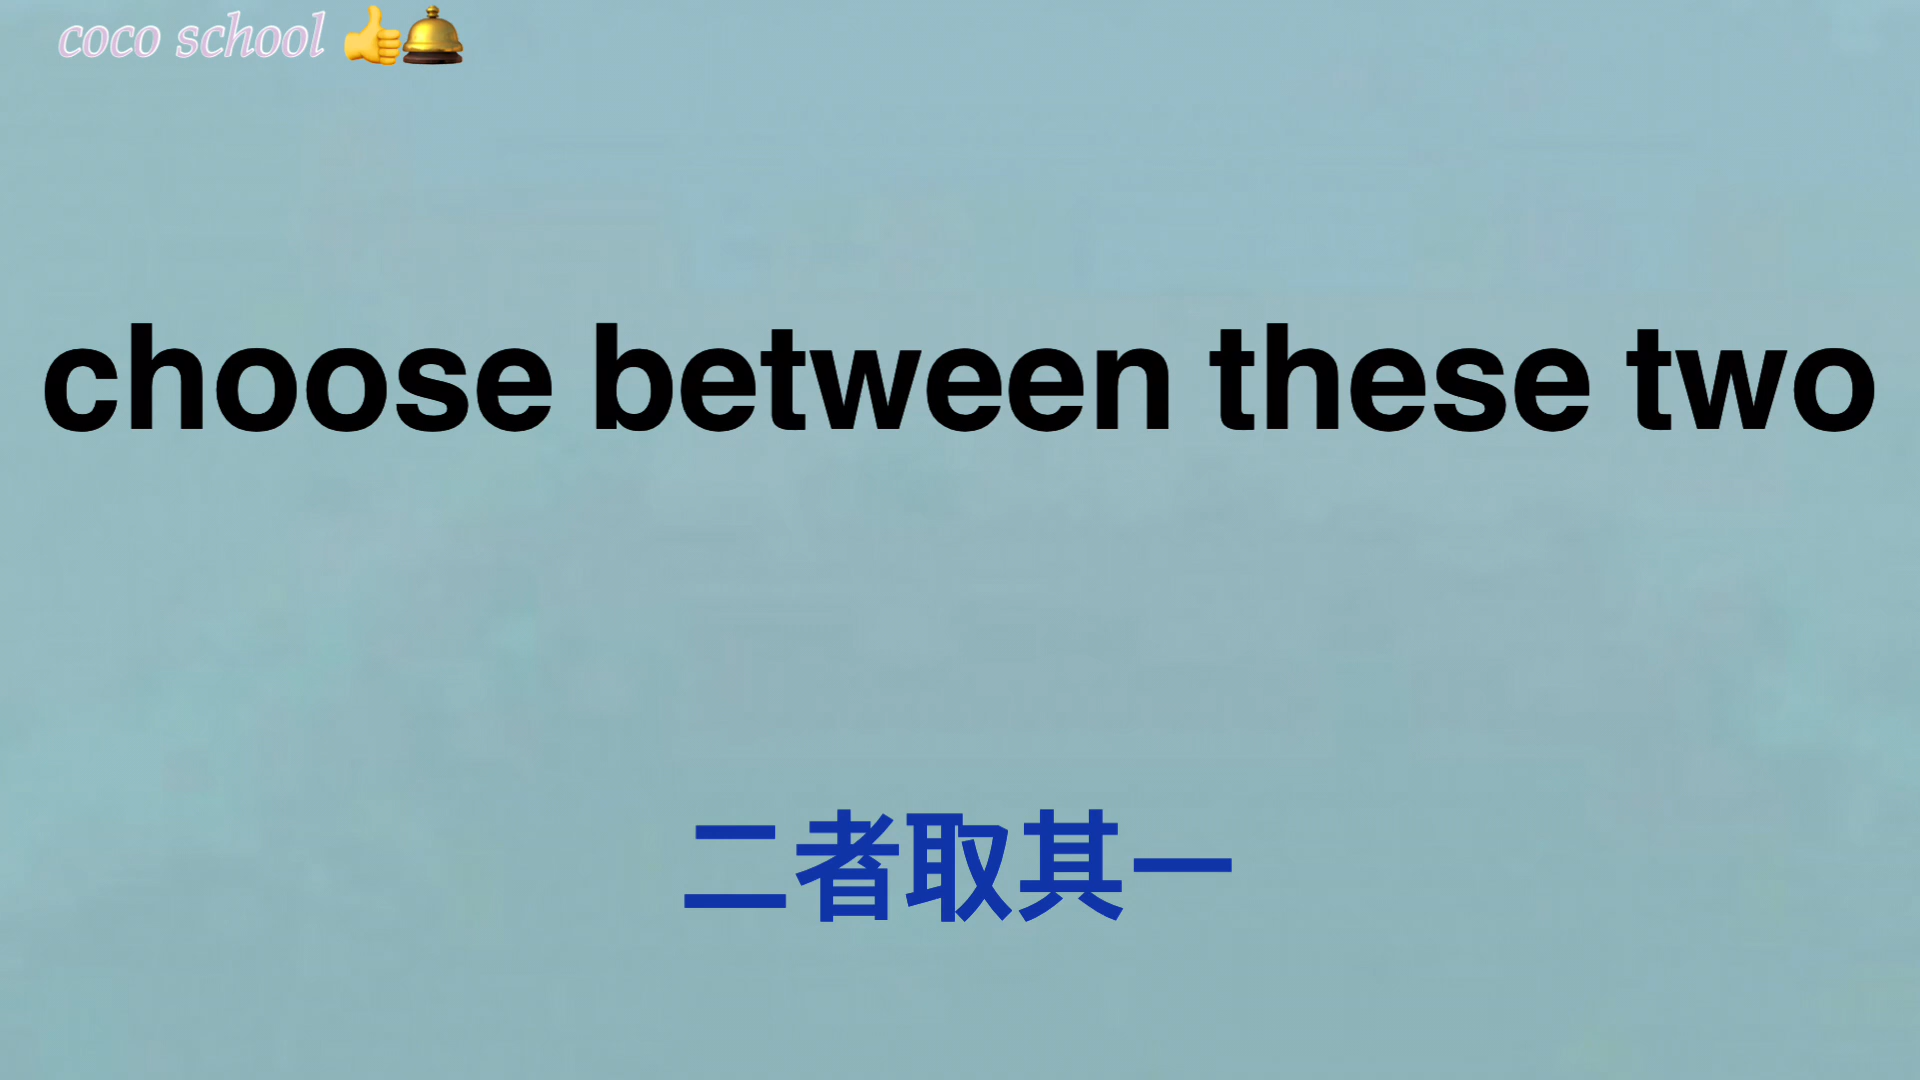 coco school 👍🛎️
choose between these two
二者取其一